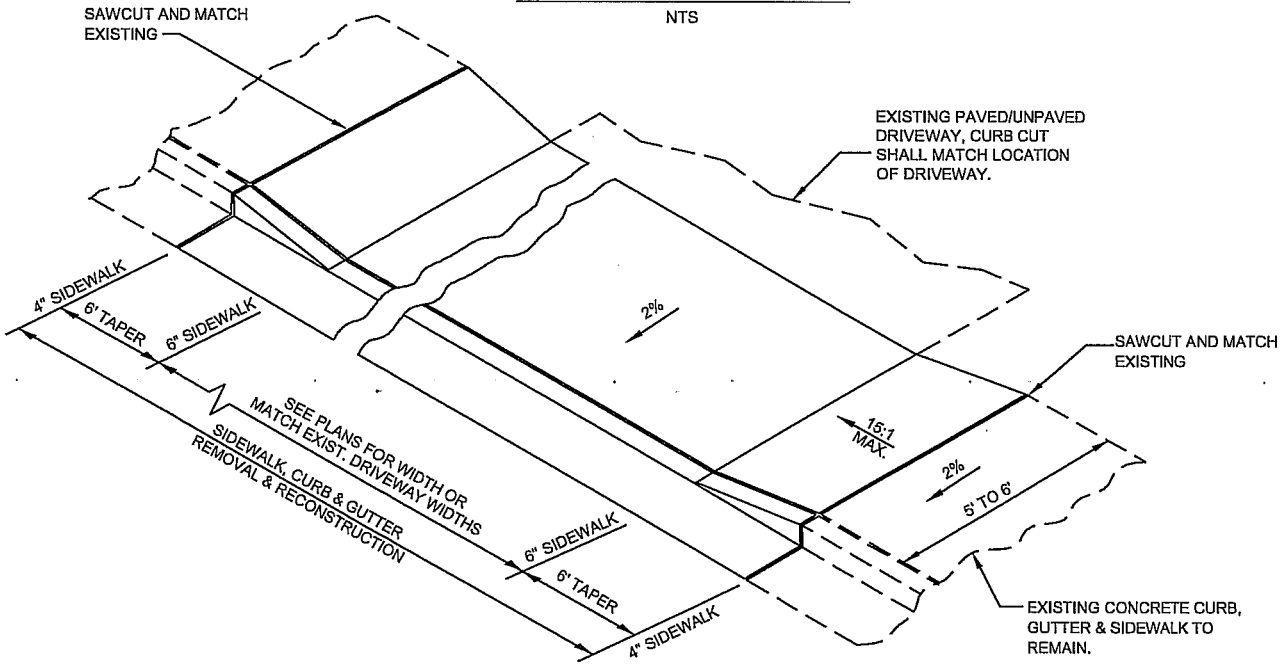 NTS
SAWCUT AND MATCH
EXISTING
EXISTING PAVED/UNPAVED
DRIVEWAY, CURB CUT
SHALL MATCH LOCATION
OF DRIVEWAY.
4" SIDEWALK
6' TAPER
6" SIDEWALK
2%
SAWCUT AND MATCH
EXISTING
15:1
MAX.
2%
5' TO 6'
SEE PLANS FOR WIDTH OR
MATCH EXIST. DRIVEWAY WIDTHS
SIDEWALK, CURB & GUTTER
REMOVAL & RECONSTRUCTION
6" SIDEWALK
6' TAPER
4" SIDEWALK
EXISTING CONCRETE CURB,
GUTTER & SIDEWALK TO
REMAIN.